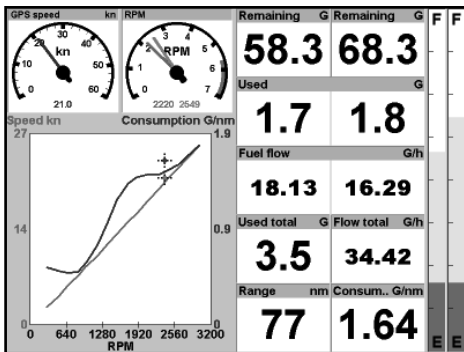 GPS speed kn
0
10
20
30
40
50
60
kn
21.0
RPM
0
1
2
3
4
5
6
7
RPM
2220 2549
Remaining G Remaining G
58.3 68.3
Used G
1.7 1.8
Fuel flow G/h
18.13 16.29
Used total G Flow total G/h
3.5 34.42
Range nm Consum.. G/nm
77 1.64
F F
E E
Speed kn Consumption G/nm
27 1.9
14 0.9
0 0
0 640 1280 1920 2560 3200
RPM